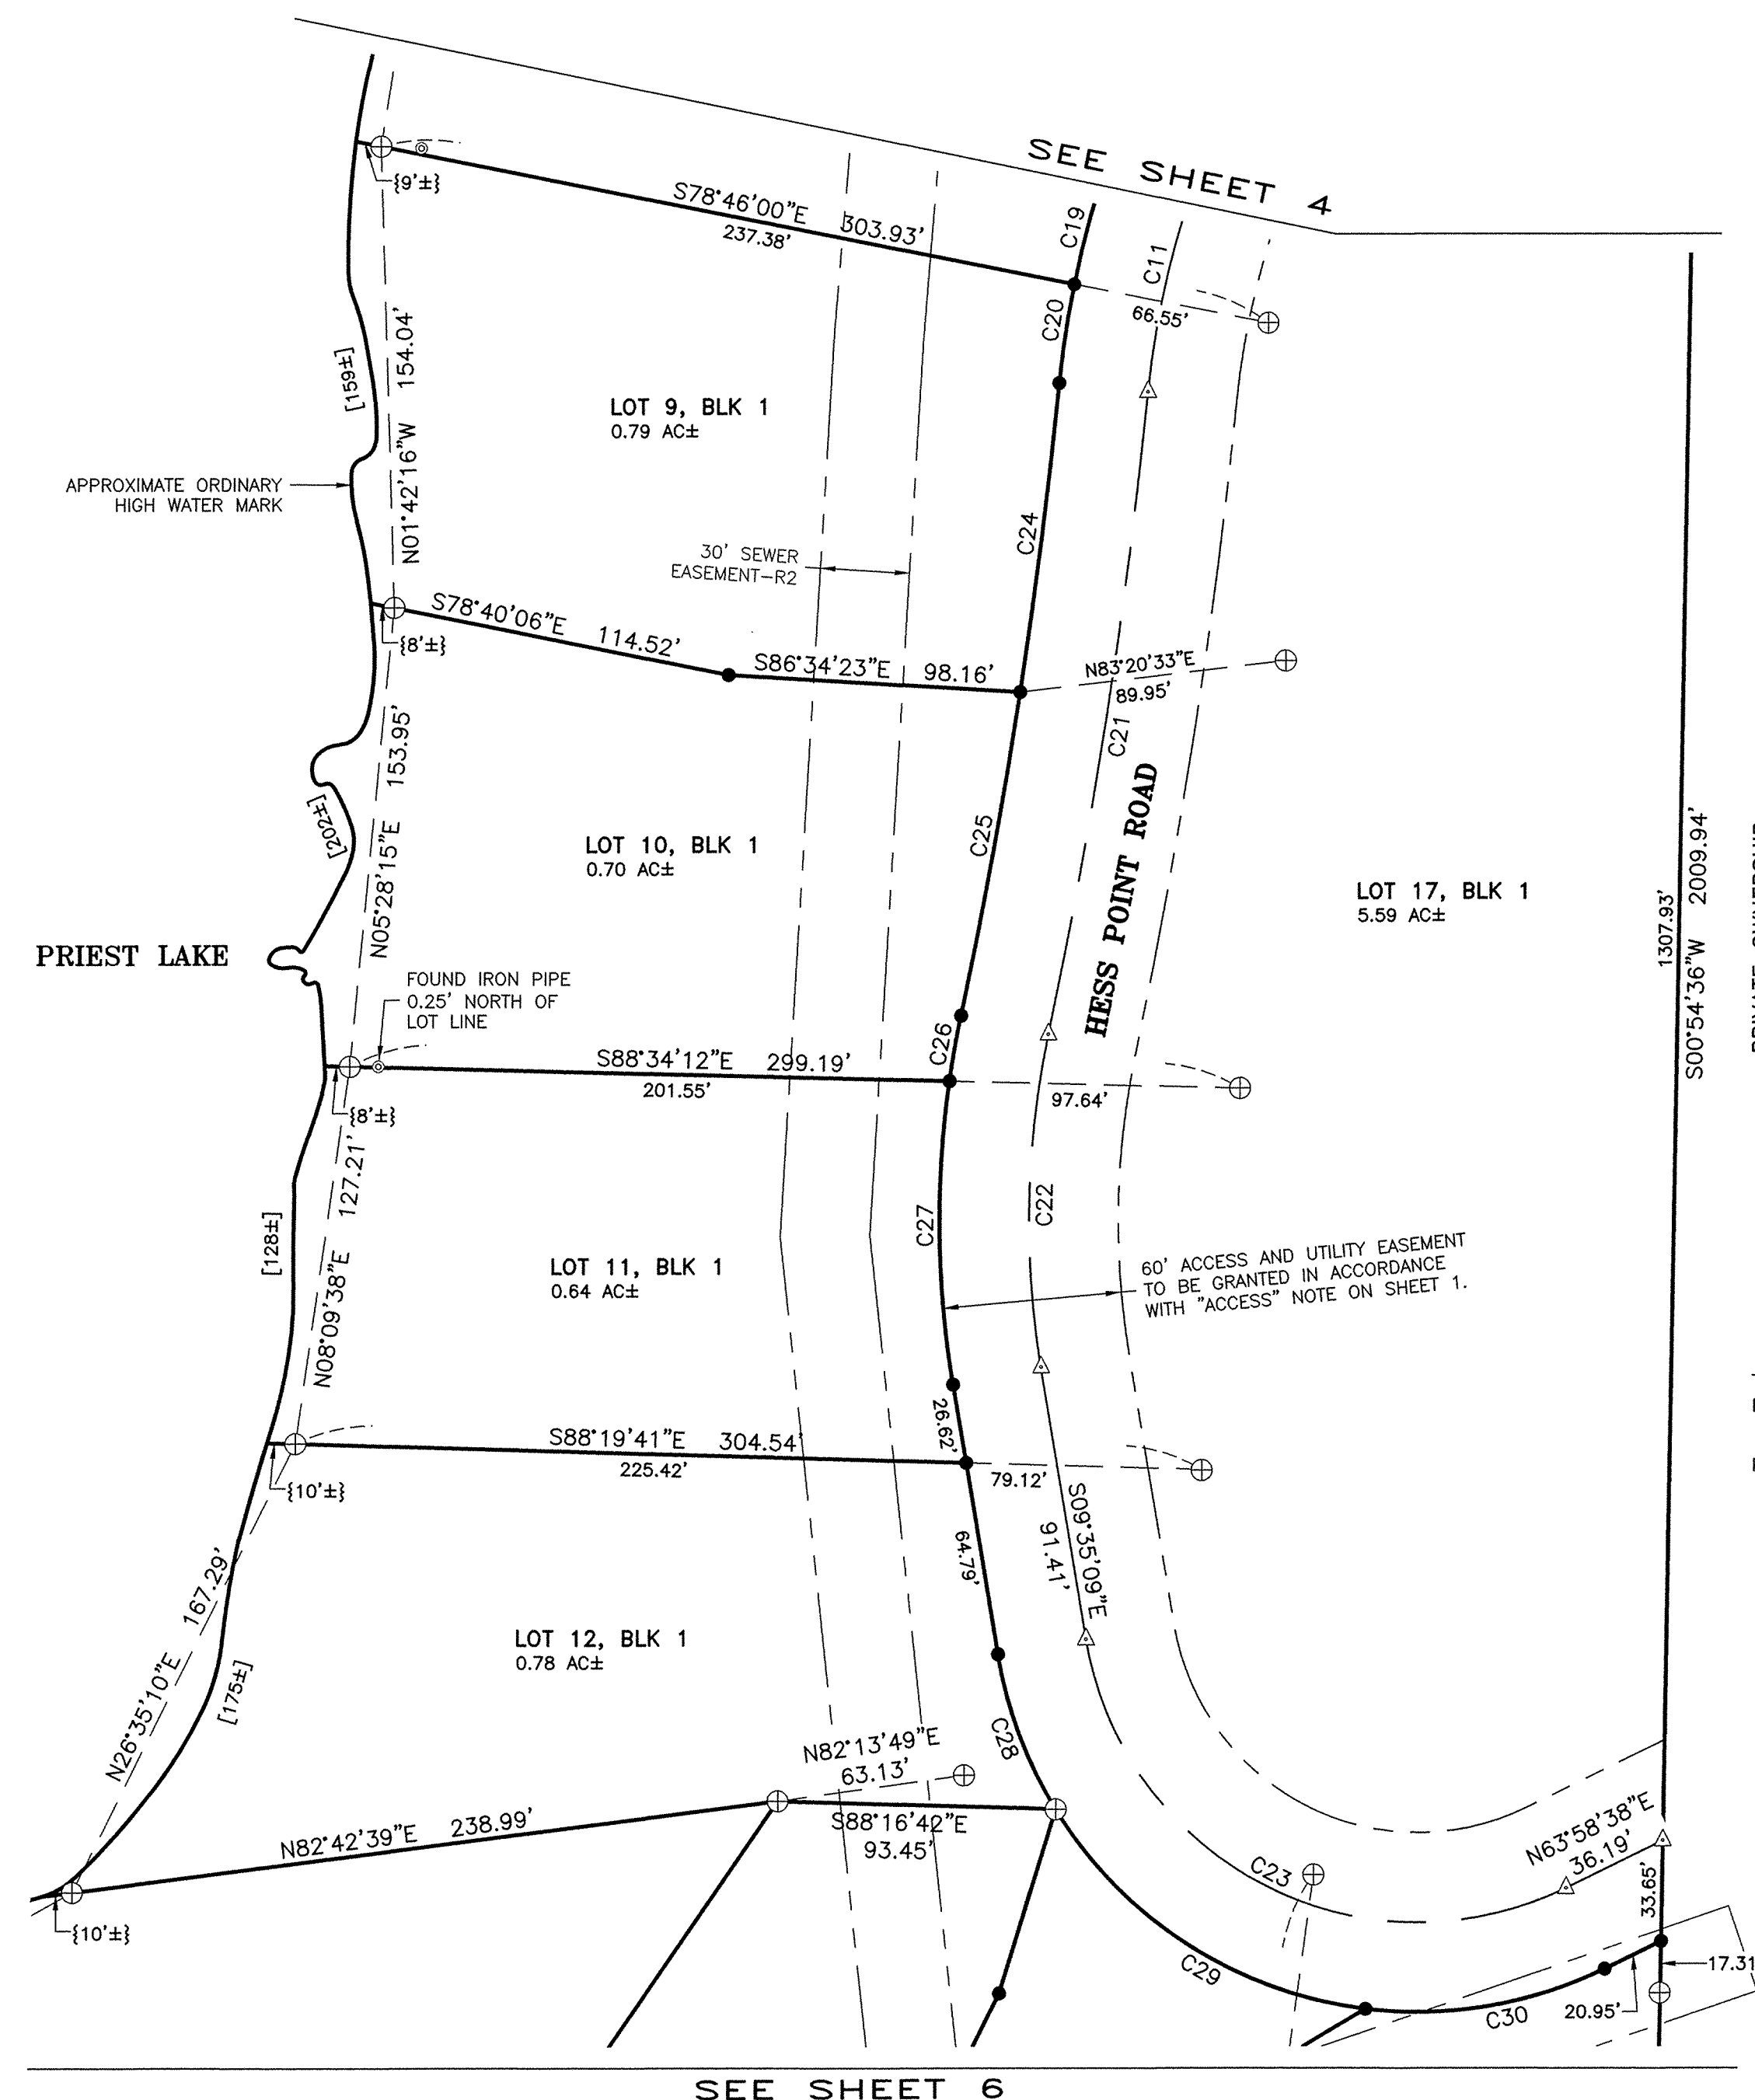 SEE SHEET 4
{9'±}
S78°46'00"E 303.93'
237.38'
C19
C11
C20
66.55'
[159±]
N01°42'16"W 154.04'
LOT 9, BLK 1
0.79 AC±
APPROXIMATE ORDINARY
HIGH WATER MARK
30' SEWER
EASEMENT-R2
C24
{8'±}
S78°40'06"E 114.52'
S86°34'23"E 98.16'
N83°20'33"E
89.95'
C21
[202±]
N05°28'15"E 153.95'
LOT 10, BLK 1
0.70 AC±
C25
HESS POINT ROAD
LOT 17, BLK 1
5.59 AC±
1307.93'
S00°54'36"W 2009.94'
PRIEST LAKE
FOUND IRON PIPE
0.25' NORTH OF
LOT LINE
C26
{8'±}
S88°34'12"E 299.19'
201.55'
97.64'
[128±]
N08°09'38"E 127.21'
C27
C22
LOT 11, BLK 1
0.64 AC±
60' ACCESS AND UTILITY EASEMENT
TO BE GRANTED IN ACCORDANCE
WITH "ACCESS" NOTE ON SHEET 1.
26.62'
{10'±}
S88°19'41"E 304.54'
225.42'
79.12'
S09°35'09"E
91.41'
64.79'
N26°35'10"E 167.29'
[175±]
LOT 12, BLK 1
0.78 AC±
C28
N82°13'49"E
63.13'
S88°16'42"E
93.45'
N82°42'39"E 238.99'
{10'±}
C23
N63°58'38"E
36.19'
33.65'
17.31
C29
C30
20.95'
SEE SHEET 6